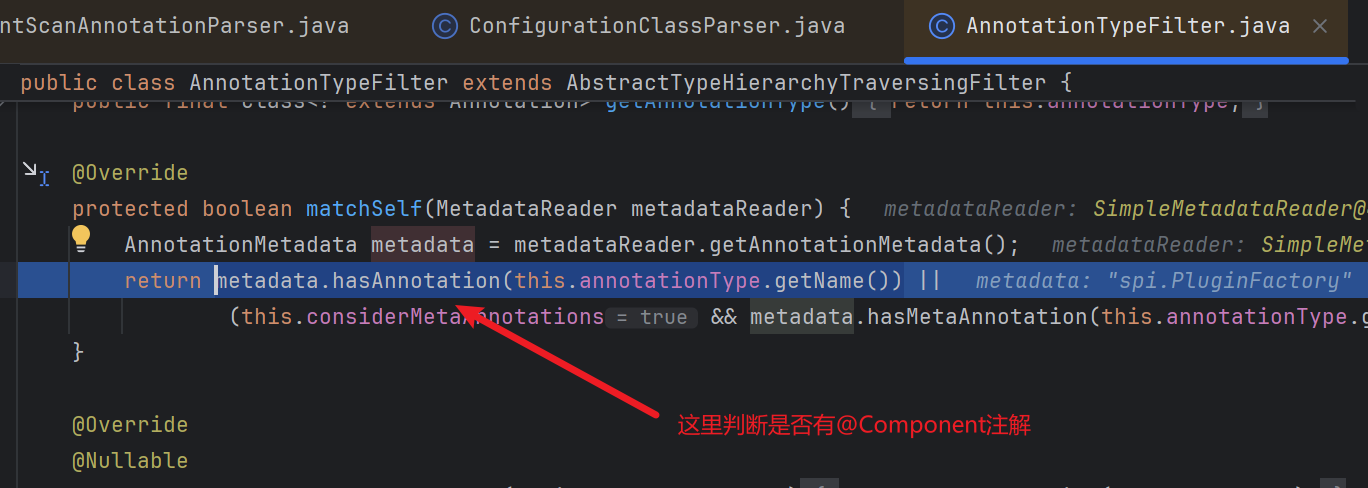 ntScanAnnotationParser.java ConfigurationClassParser.java AnnotationTypeFilter.java
public class AnnotationTypeFilter extends AbstractTypeHierarchyTraversingFilter {
public final Class<? extends Annotation> getAnnotationType() { return this.annotationType; }
@Override
protected boolean matchSelf(MetadataReader metadataReader) { metadataReader: SimpleMetadataReader@
AnnotationMetadata metadata = metadataReader.getAnnotationMetadata(); metadataReader: SimpleMet
return metadata.hasAnnotation(this.annotationType.getName()) || metadata: "spi.PluginFactory"
(this.considerMetaAnnotations = true && metadata.hasMetaAnnotation(this.annotationType.g
}
这里判断是否有@Component注解
@Override
@Nullable